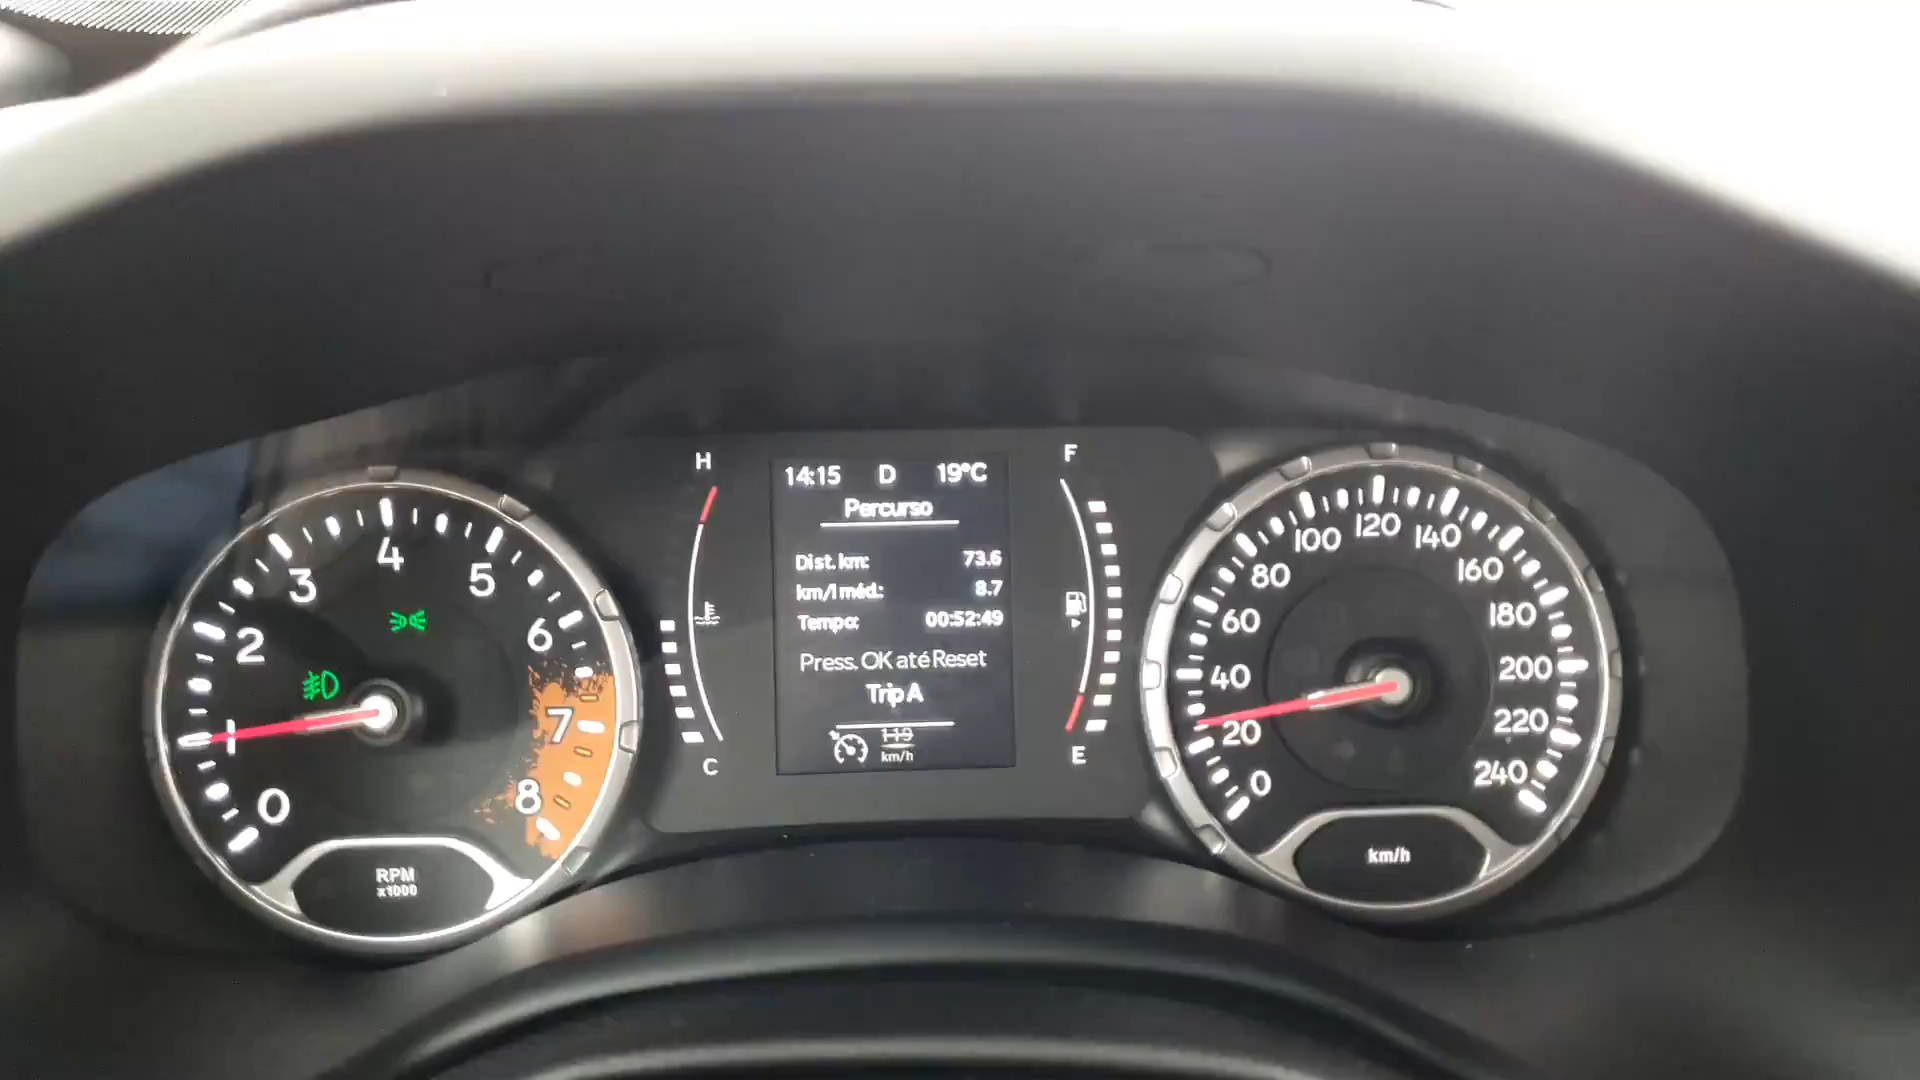 14:15 D 19°C
Percurso
Dist. km: 73.6
km/l méd.: 8.7
Tempo: 00:52:49
Press. OK até Reset
Trip A
119
km/h
H
C
F
E
0
1
2
3
4
5
6
7
8
RPM
x1000
0
20
40
60
80
100
120
140
160
180
200
220
240
km/h